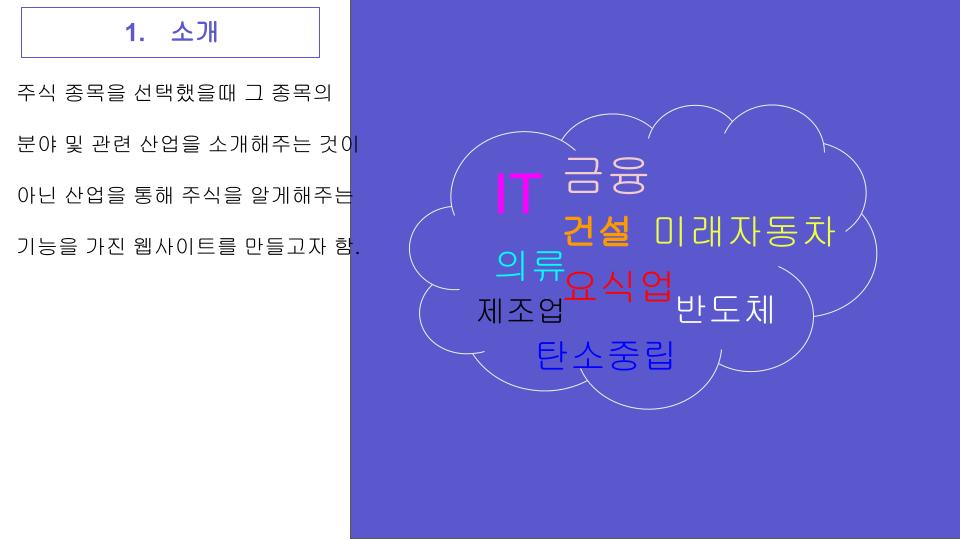 1. 소개
주식 종목을 선택했을때 그 종목의
분야 및 관련 산업을 소개해주는 것이
아닌 산업을 통해 주식을 알게해주는
기능을 가진 웹사이트를 만들고자 함.
금융
IT
건설 미래자동차
의류
요식업
제조업
반도체
탄소중립